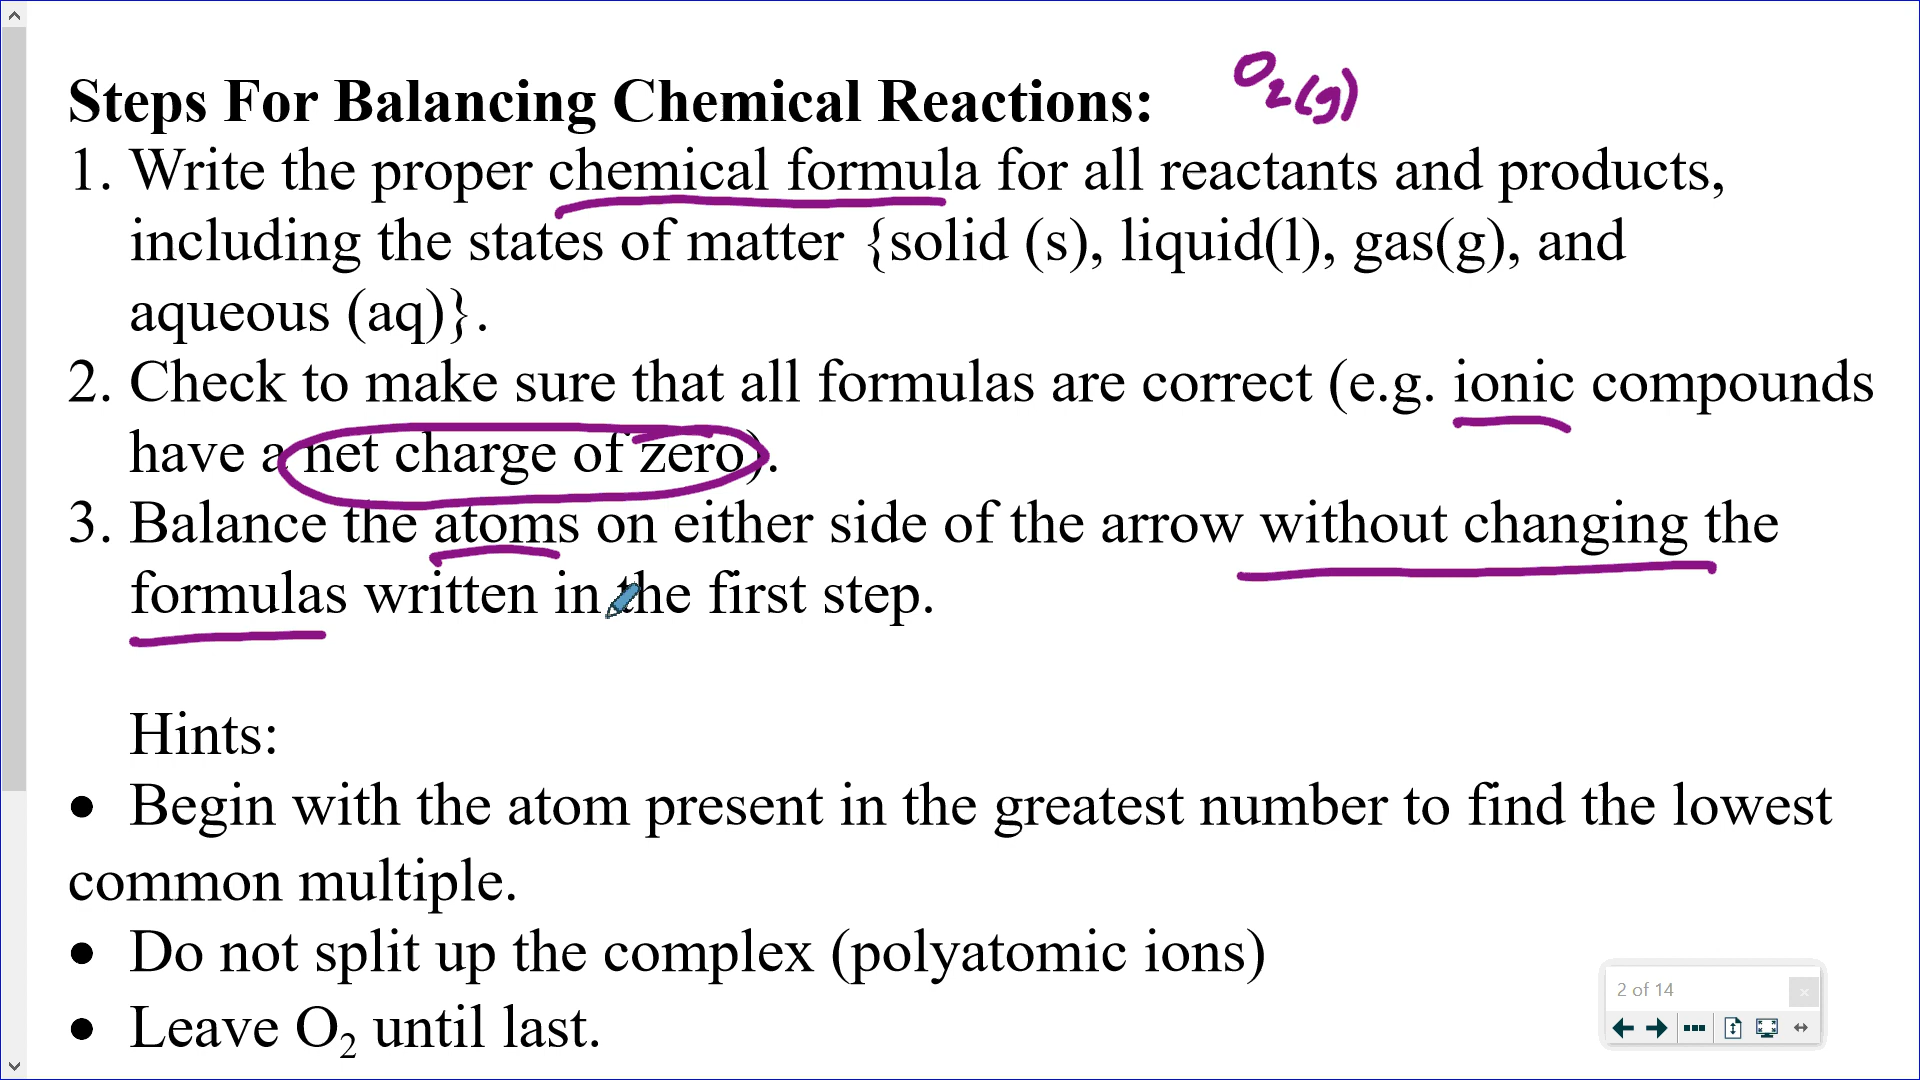 Steps For Balancing Chemical Reactions: O₂(g)
1. Write the proper chemical formula for all reactants and products,
including the states of matter {solid (s), liquid(l), gas(g), and
aqueous (aq)}.
2. Check to make sure that all formulas are correct (e.g. ionic compounds
have a net charge of zero).
3. Balance the atoms on either side of the arrow without changing the
formulas written in the first step.
Hints:
● Begin with the atom present in the greatest number to find the lowest
common multiple.
● Do not split up the complex (polyatomic ions)
● Leave O₂ until last.
2 of 14